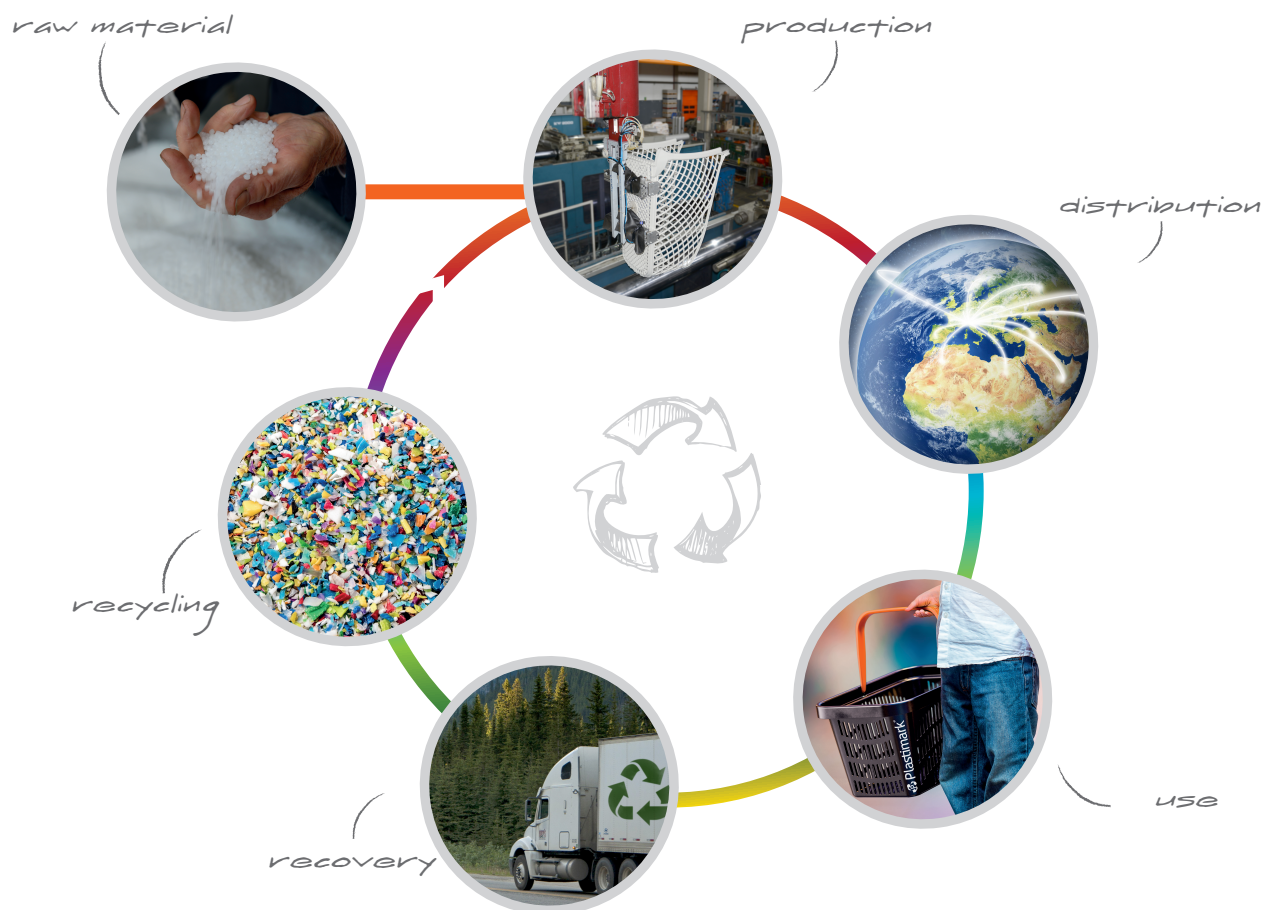 raw material
production
distribution
Plastimark
use
recovery
recycling